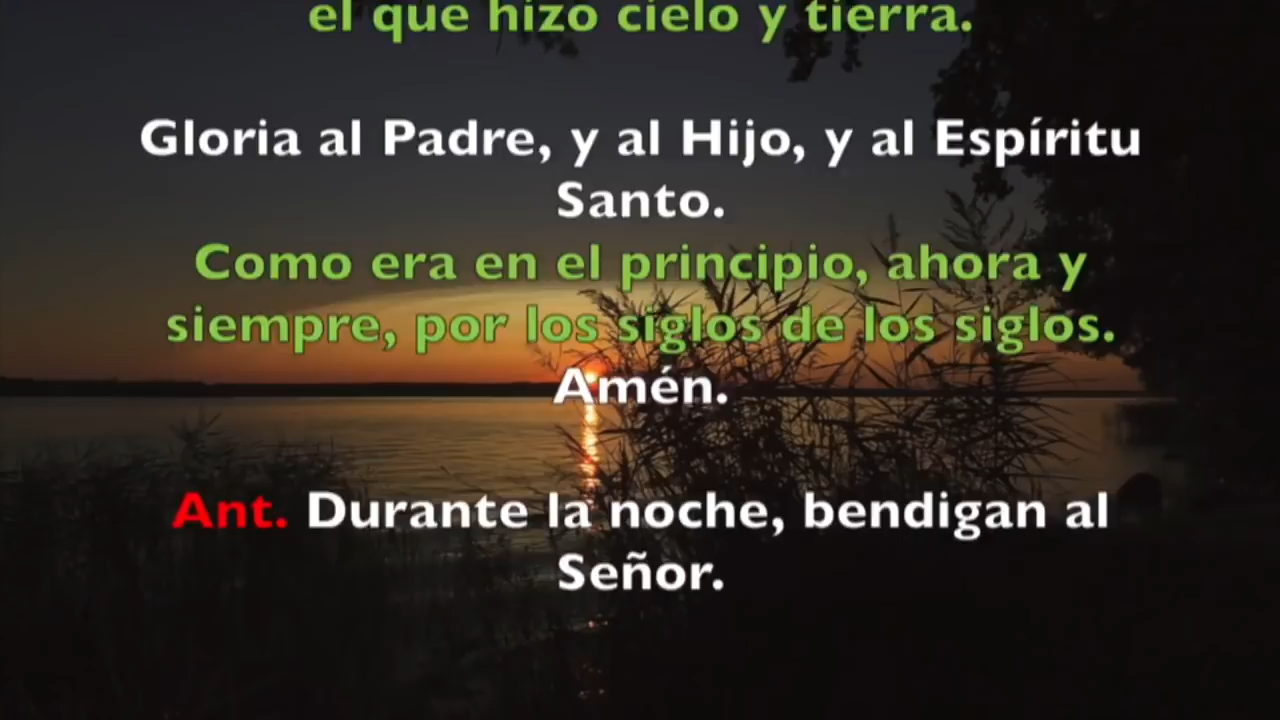 el que hizo cielo y tierra.
Gloria al Padre, y al Hijo, y al Espíritu
Santo.
Como era en el principio, ahora y
siempre, por los siglos de los siglos.
Amén.
Ant. Durante la noche, bendigan al
Señor.